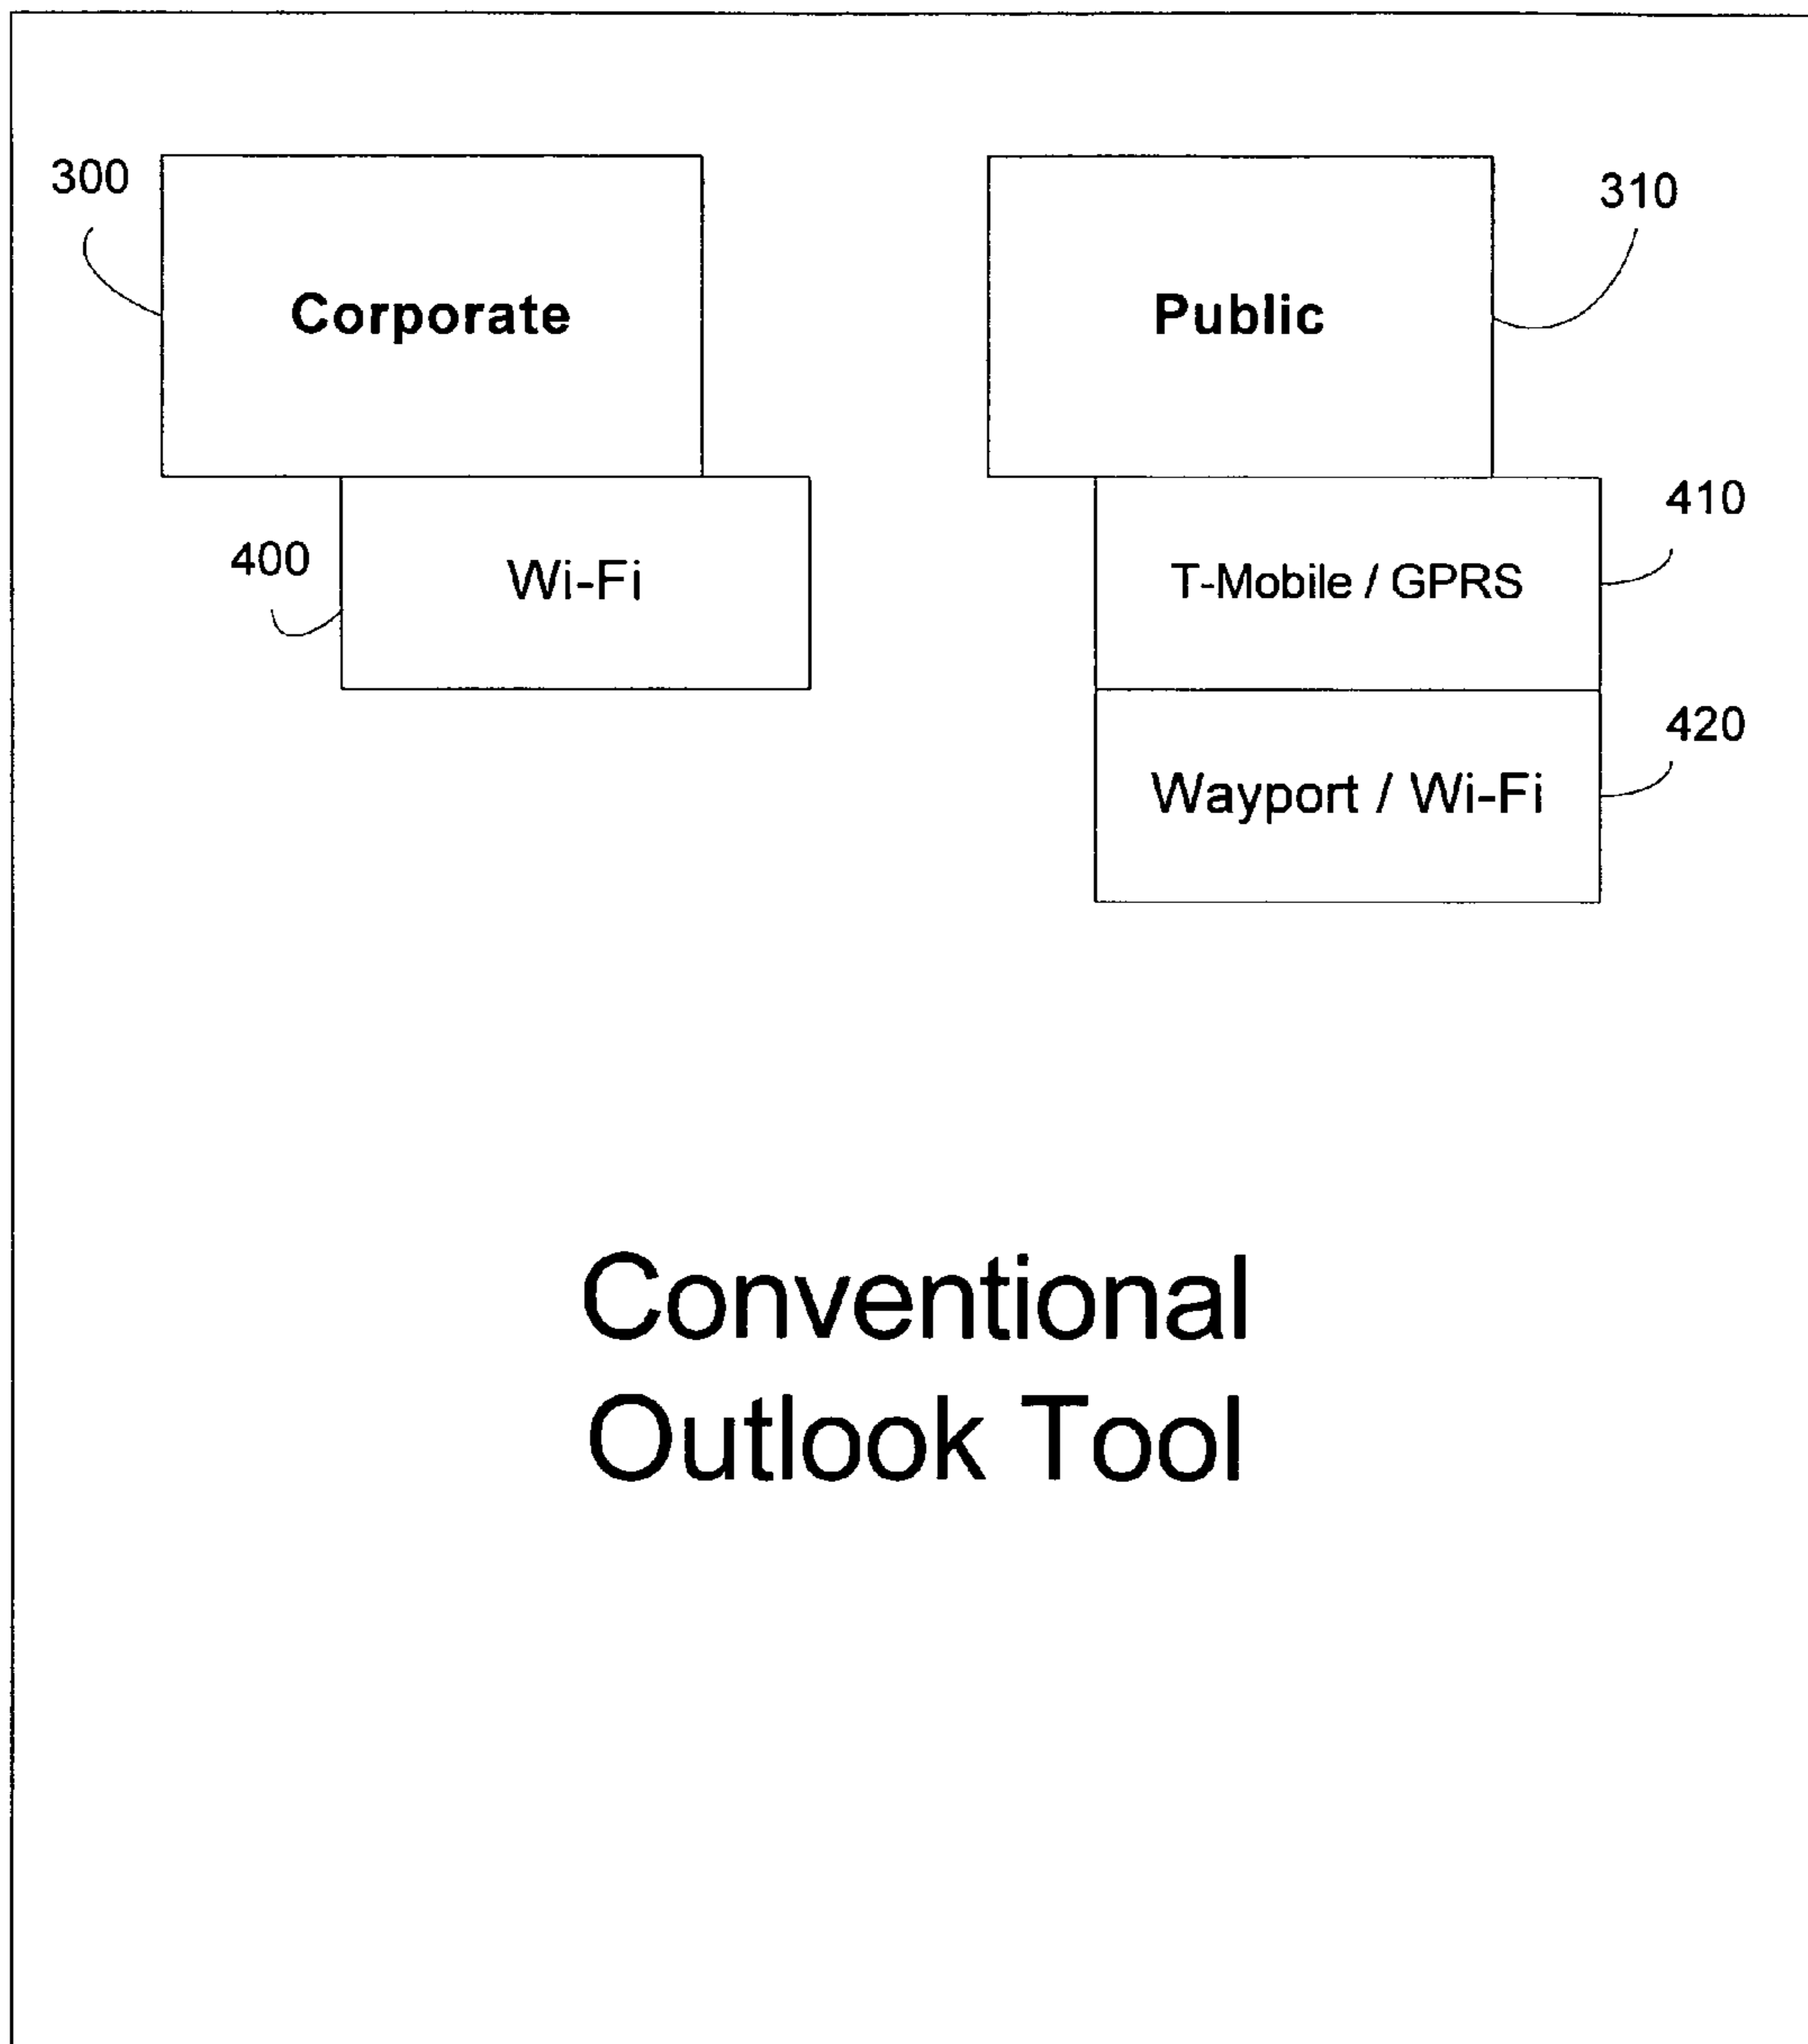 300
Corporate
Public
310
400
Wi-Fi
410
T-Mobile / GPRS
420
Wayport / Wi-Fi
Conventional
Outlook Tool